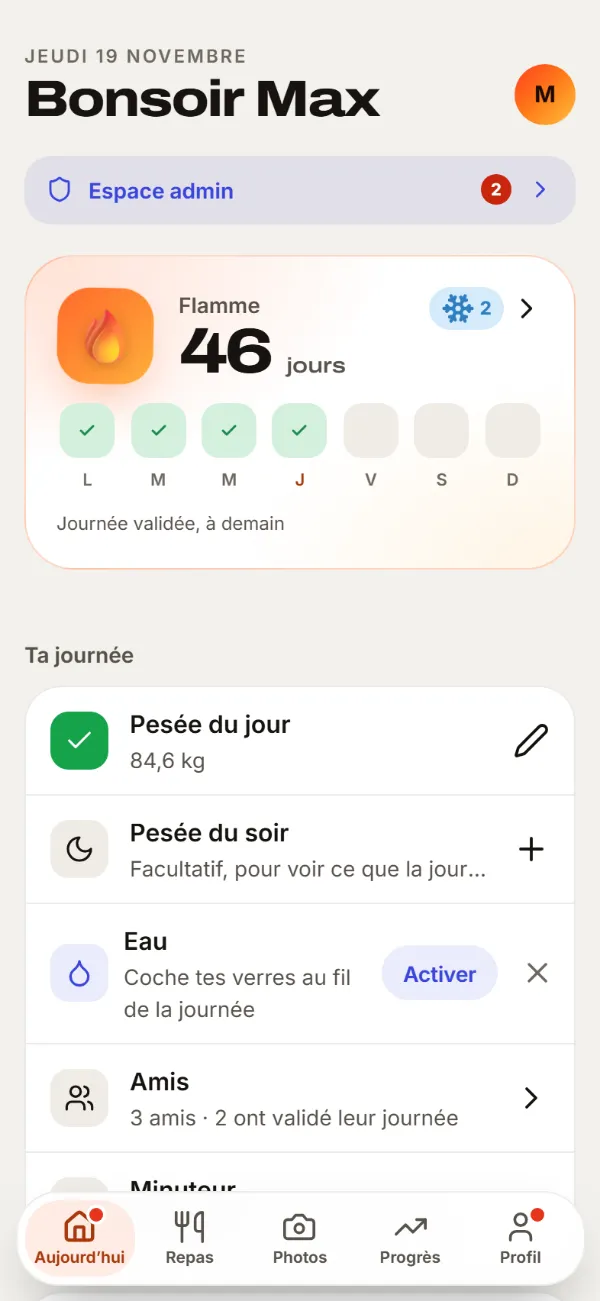 JEUDI 19 NOVEMBRE
Bonsoir Max
M
Espace admin
2
Flamme
2
46 jours
L M M J V S D
Journée validée, à demain
Ta journée
Pesée du jour
84,6 kg
Pesée du soir
Facultatif, pour voir ce que la jour...
Eau
Coche tes verres au fil
de la journée
Activer
Amis
3 amis · 2 ont validé leur journée
Minuteur
Aujourd'hui
Repas
Photos
Progrès
Profil